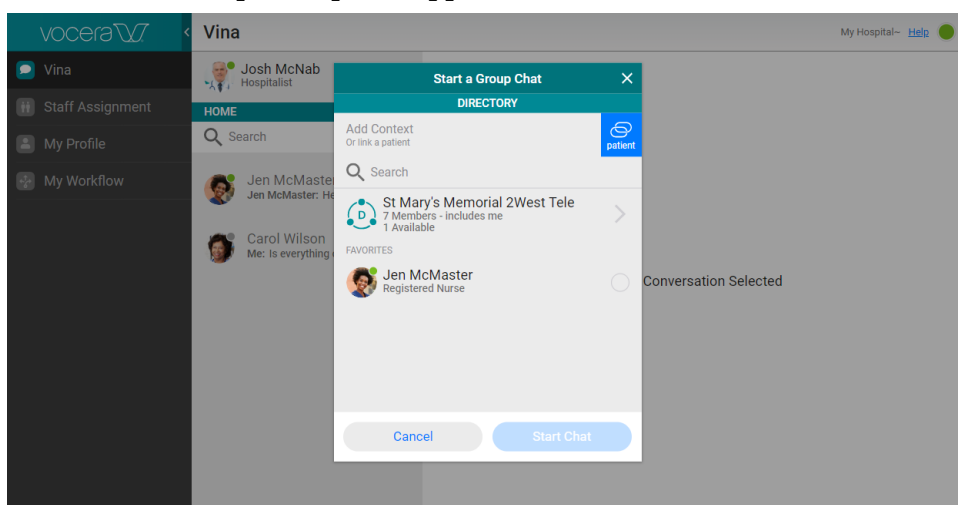 vocera
Vina
My Hospital~ Help
Vina
Staff Assignment
My Profile
My Workflow
Josh McNab
Hospitalist
HOME
Search
Jen McMaste
Jen McMaster: He
Carol Wilson
Me: Is everything
Start a Group Chat
DIRECTORY
Add Context
Or link a patient
patient
Search
St Mary's Memorial 2West Tele
D
7 Members - includes me
1 Available
FAVORITES
Jen McMaster
Registered Nurse
Cancel
Start Chat
Conversation Selected